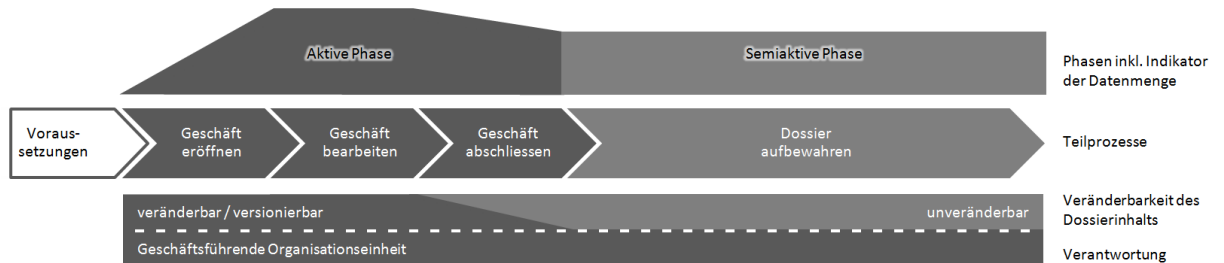 Aktive Phase
Semiaktive Phase
Phasen inkl. Indikator
der Datenmenge
Voraus-
setzungen
Geschäft
eröffnen
Geschäft
bearbeiten
Geschäft
abschliessen
Dossier
aufbewahren
Teilprozesse
veränderbar / versionierbar
unveränderbar
Veränderbarkeit des
Dossierinhalts
Geschäftsführende Organisationseinheit
Verantwortung